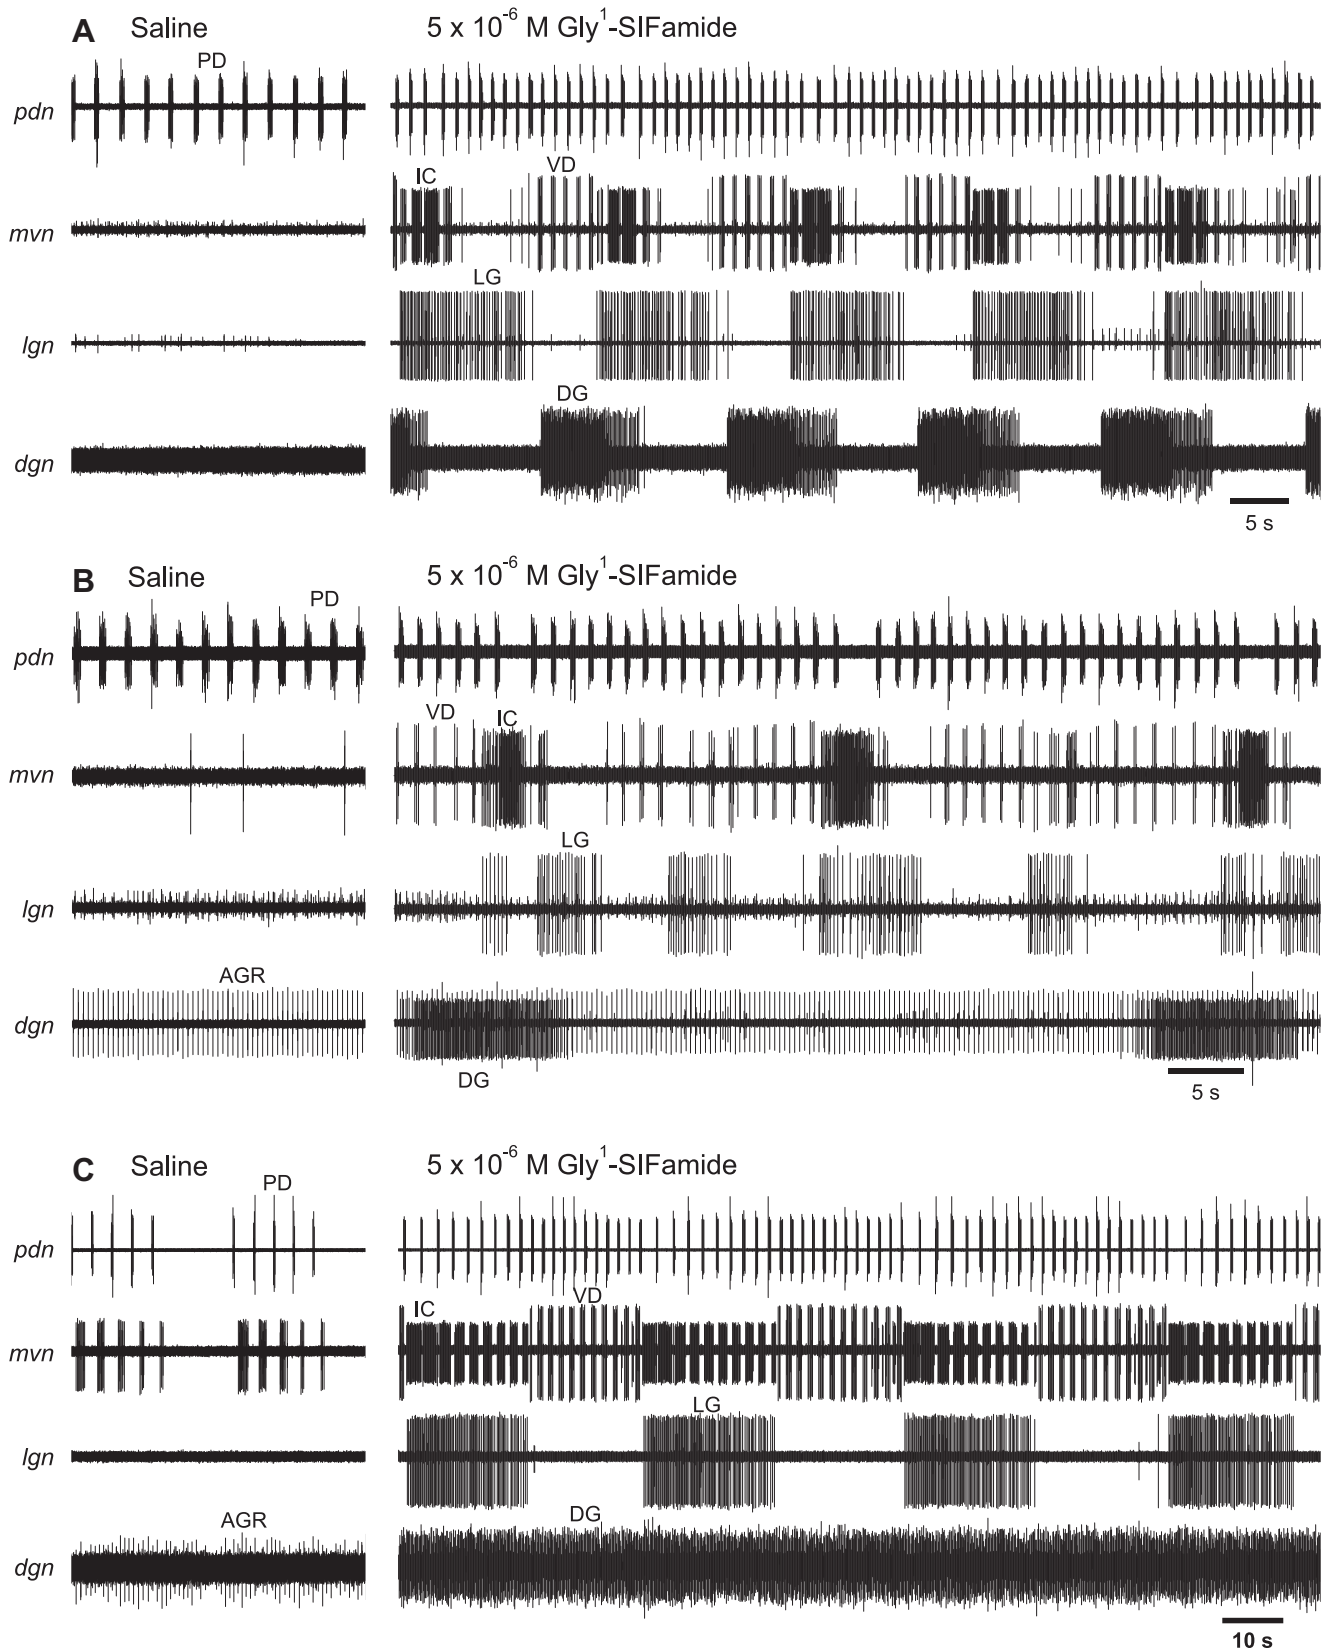 A Saline 5 x 10⁻⁶ M Gly¹-SIFamide
PD
pdn
IC VD
mvn
LG
lgn
DG
dgn
5 s
B Saline 5 x 10⁻⁶ M Gly¹-SIFamide
PD
pdn
VD IC
mvn
LG
lgn
AGR
dgn
DG
5 s
C Saline 5 x 10⁻⁶ M Gly¹-SIFamide
PD
pdn
IC VD
mvn
LG
lgn
AGR DG
dgn
10 s